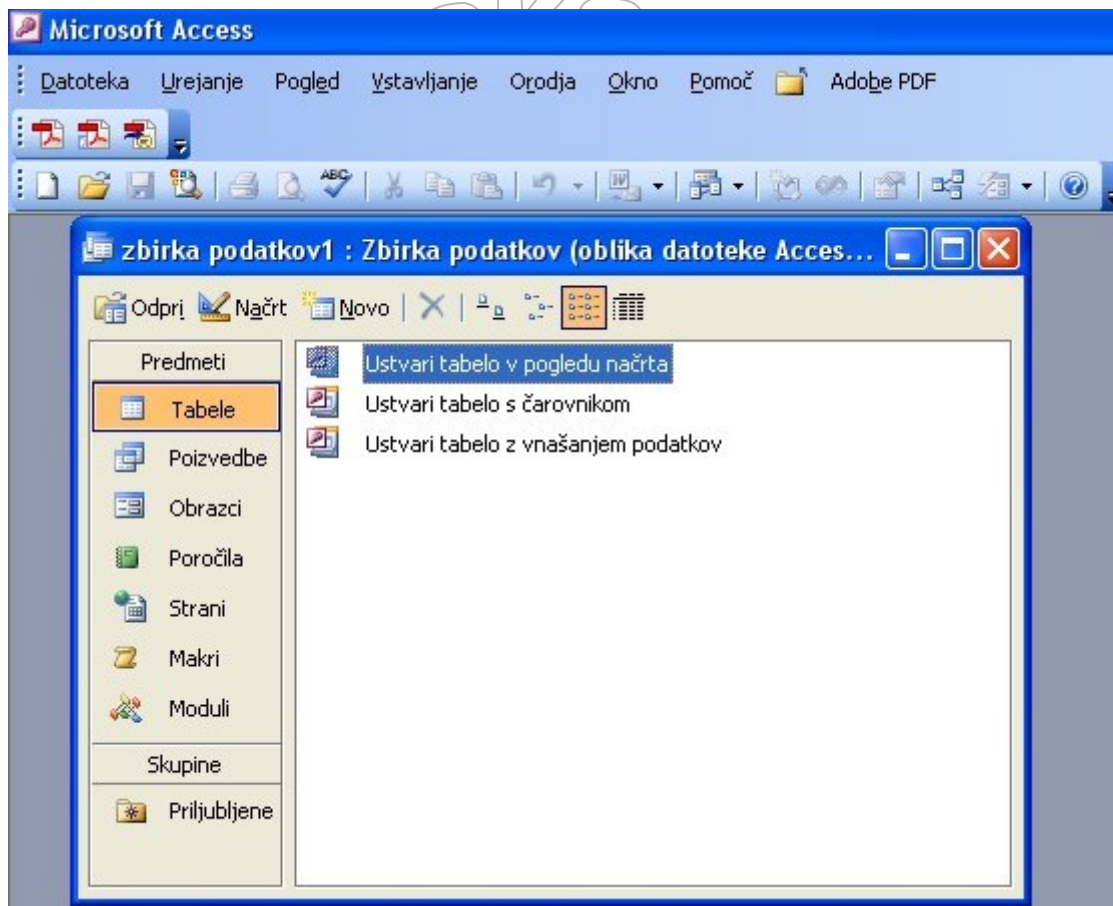 Microsoft Access
Datoteka Urejanje Pogled Vstavljanje Orodja Okno Pomoč Adobe PDF
zbirka podatkov1 : Zbirka podatkov (oblika datoteke Acces...
Odpri Načrt Novo
Predmeti
Tabele
Poizvedbe
Obrazci
Poročila
Strani
Makri
Moduli
Skupine
Priljubljene
Ustvari tabelo v pogledu načrta
Ustvari tabelo s čarovnikom
Ustvari tabelo z vnašanjem podatkov